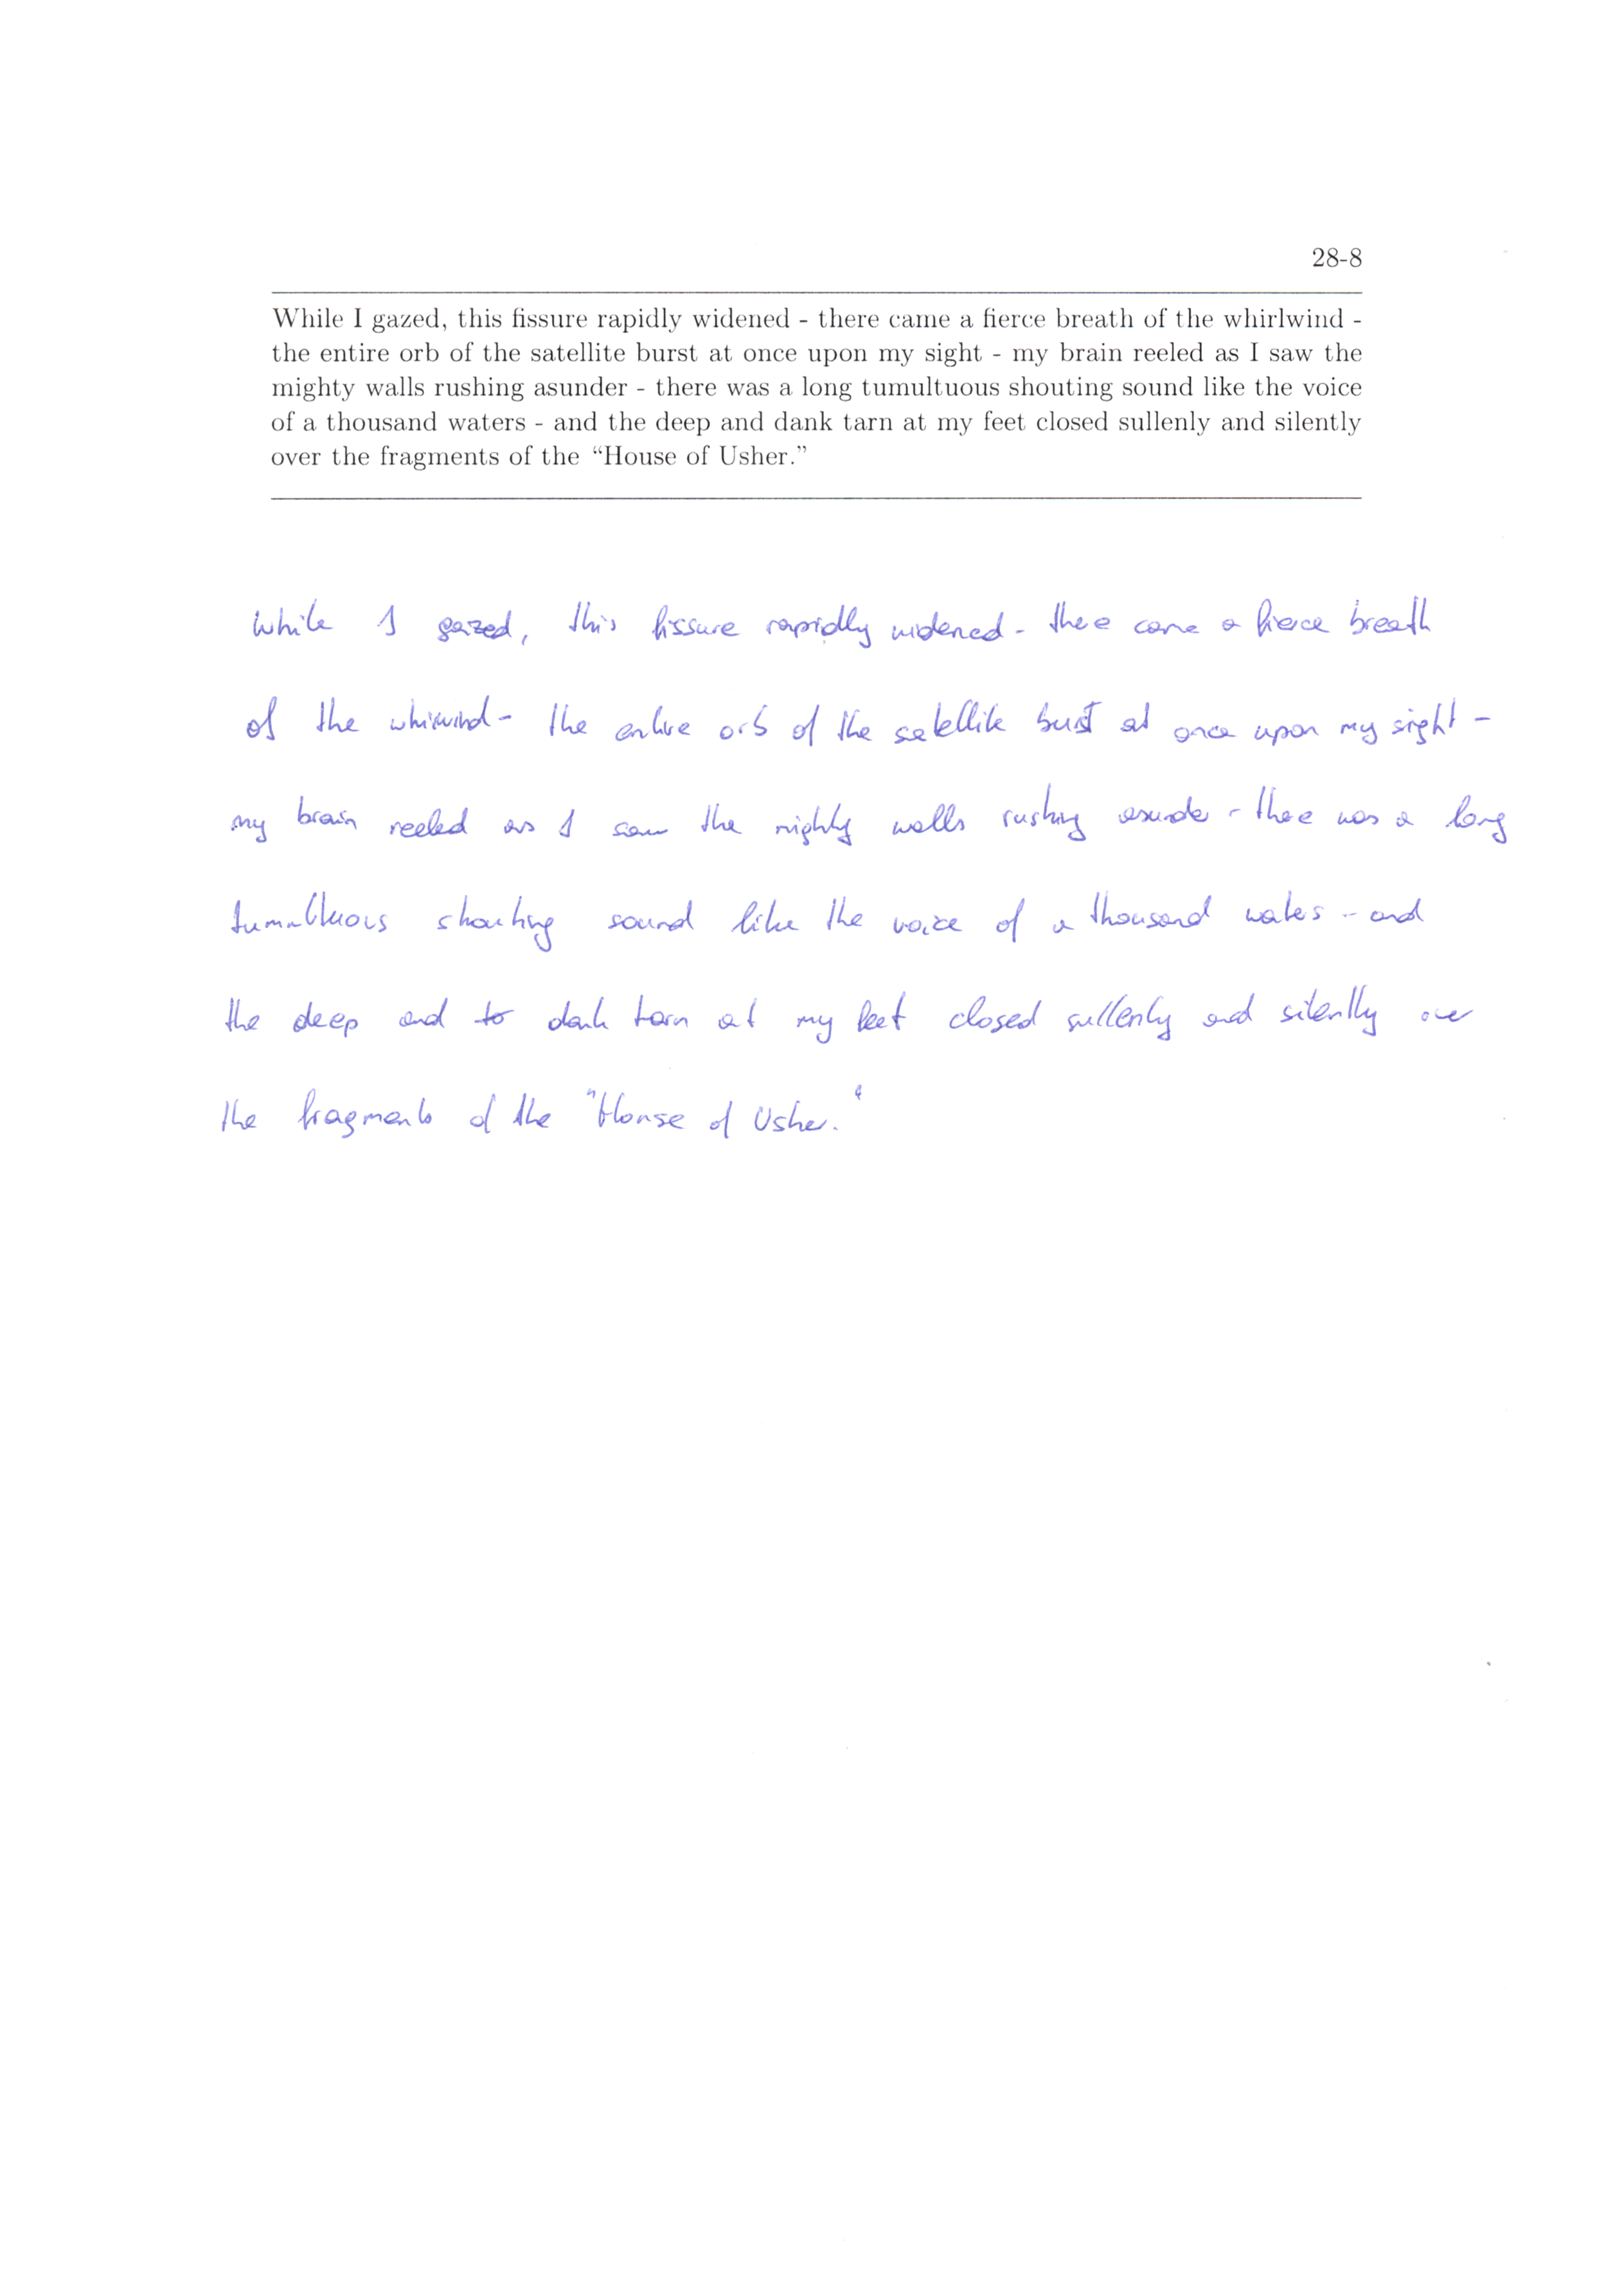 28-8
While I gazed, this fissure rapidly widened - there came a fierce breath of the whirlwind -
the entire orb of the satellite burst at once upon my sight - my brain reeled as I saw the
mighty walls rushing asunder - there was a long tumultuous shouting sound like the voice
of a thousand waters - and the deep and dank tarn at my feet closed sullenly and silently
over the fragments of the “House of Usher.”
While I gazed, this fissure rapidly widened - there came a fierce breath
of the whirwind - the entire orb of the satellite burst at once upon my sight -
my brain reeled as I saw the mighty walls rushing asunder - there was a long
tumultuous shouting sound like the voice of a thousand waters - and
the deep and to dank tarn at my feet closed sullenly and silently over
the fragments of the "House of Usher."